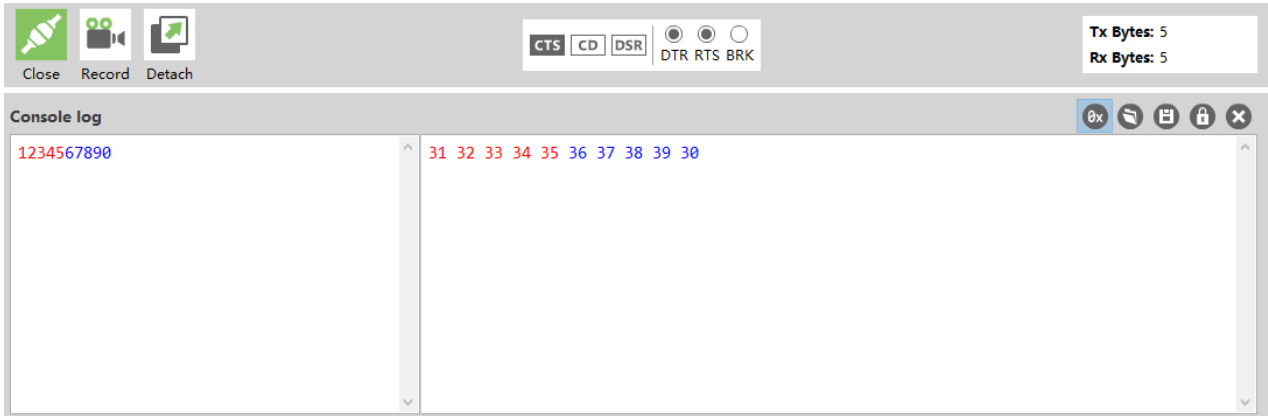 Close Record Detach
CTS CD DSR
DTR RTS BRK
Tx Bytes: 5
Rx Bytes: 5
Console log
0x
1234567890
31 32 33 34 35 36 37 38 39 30